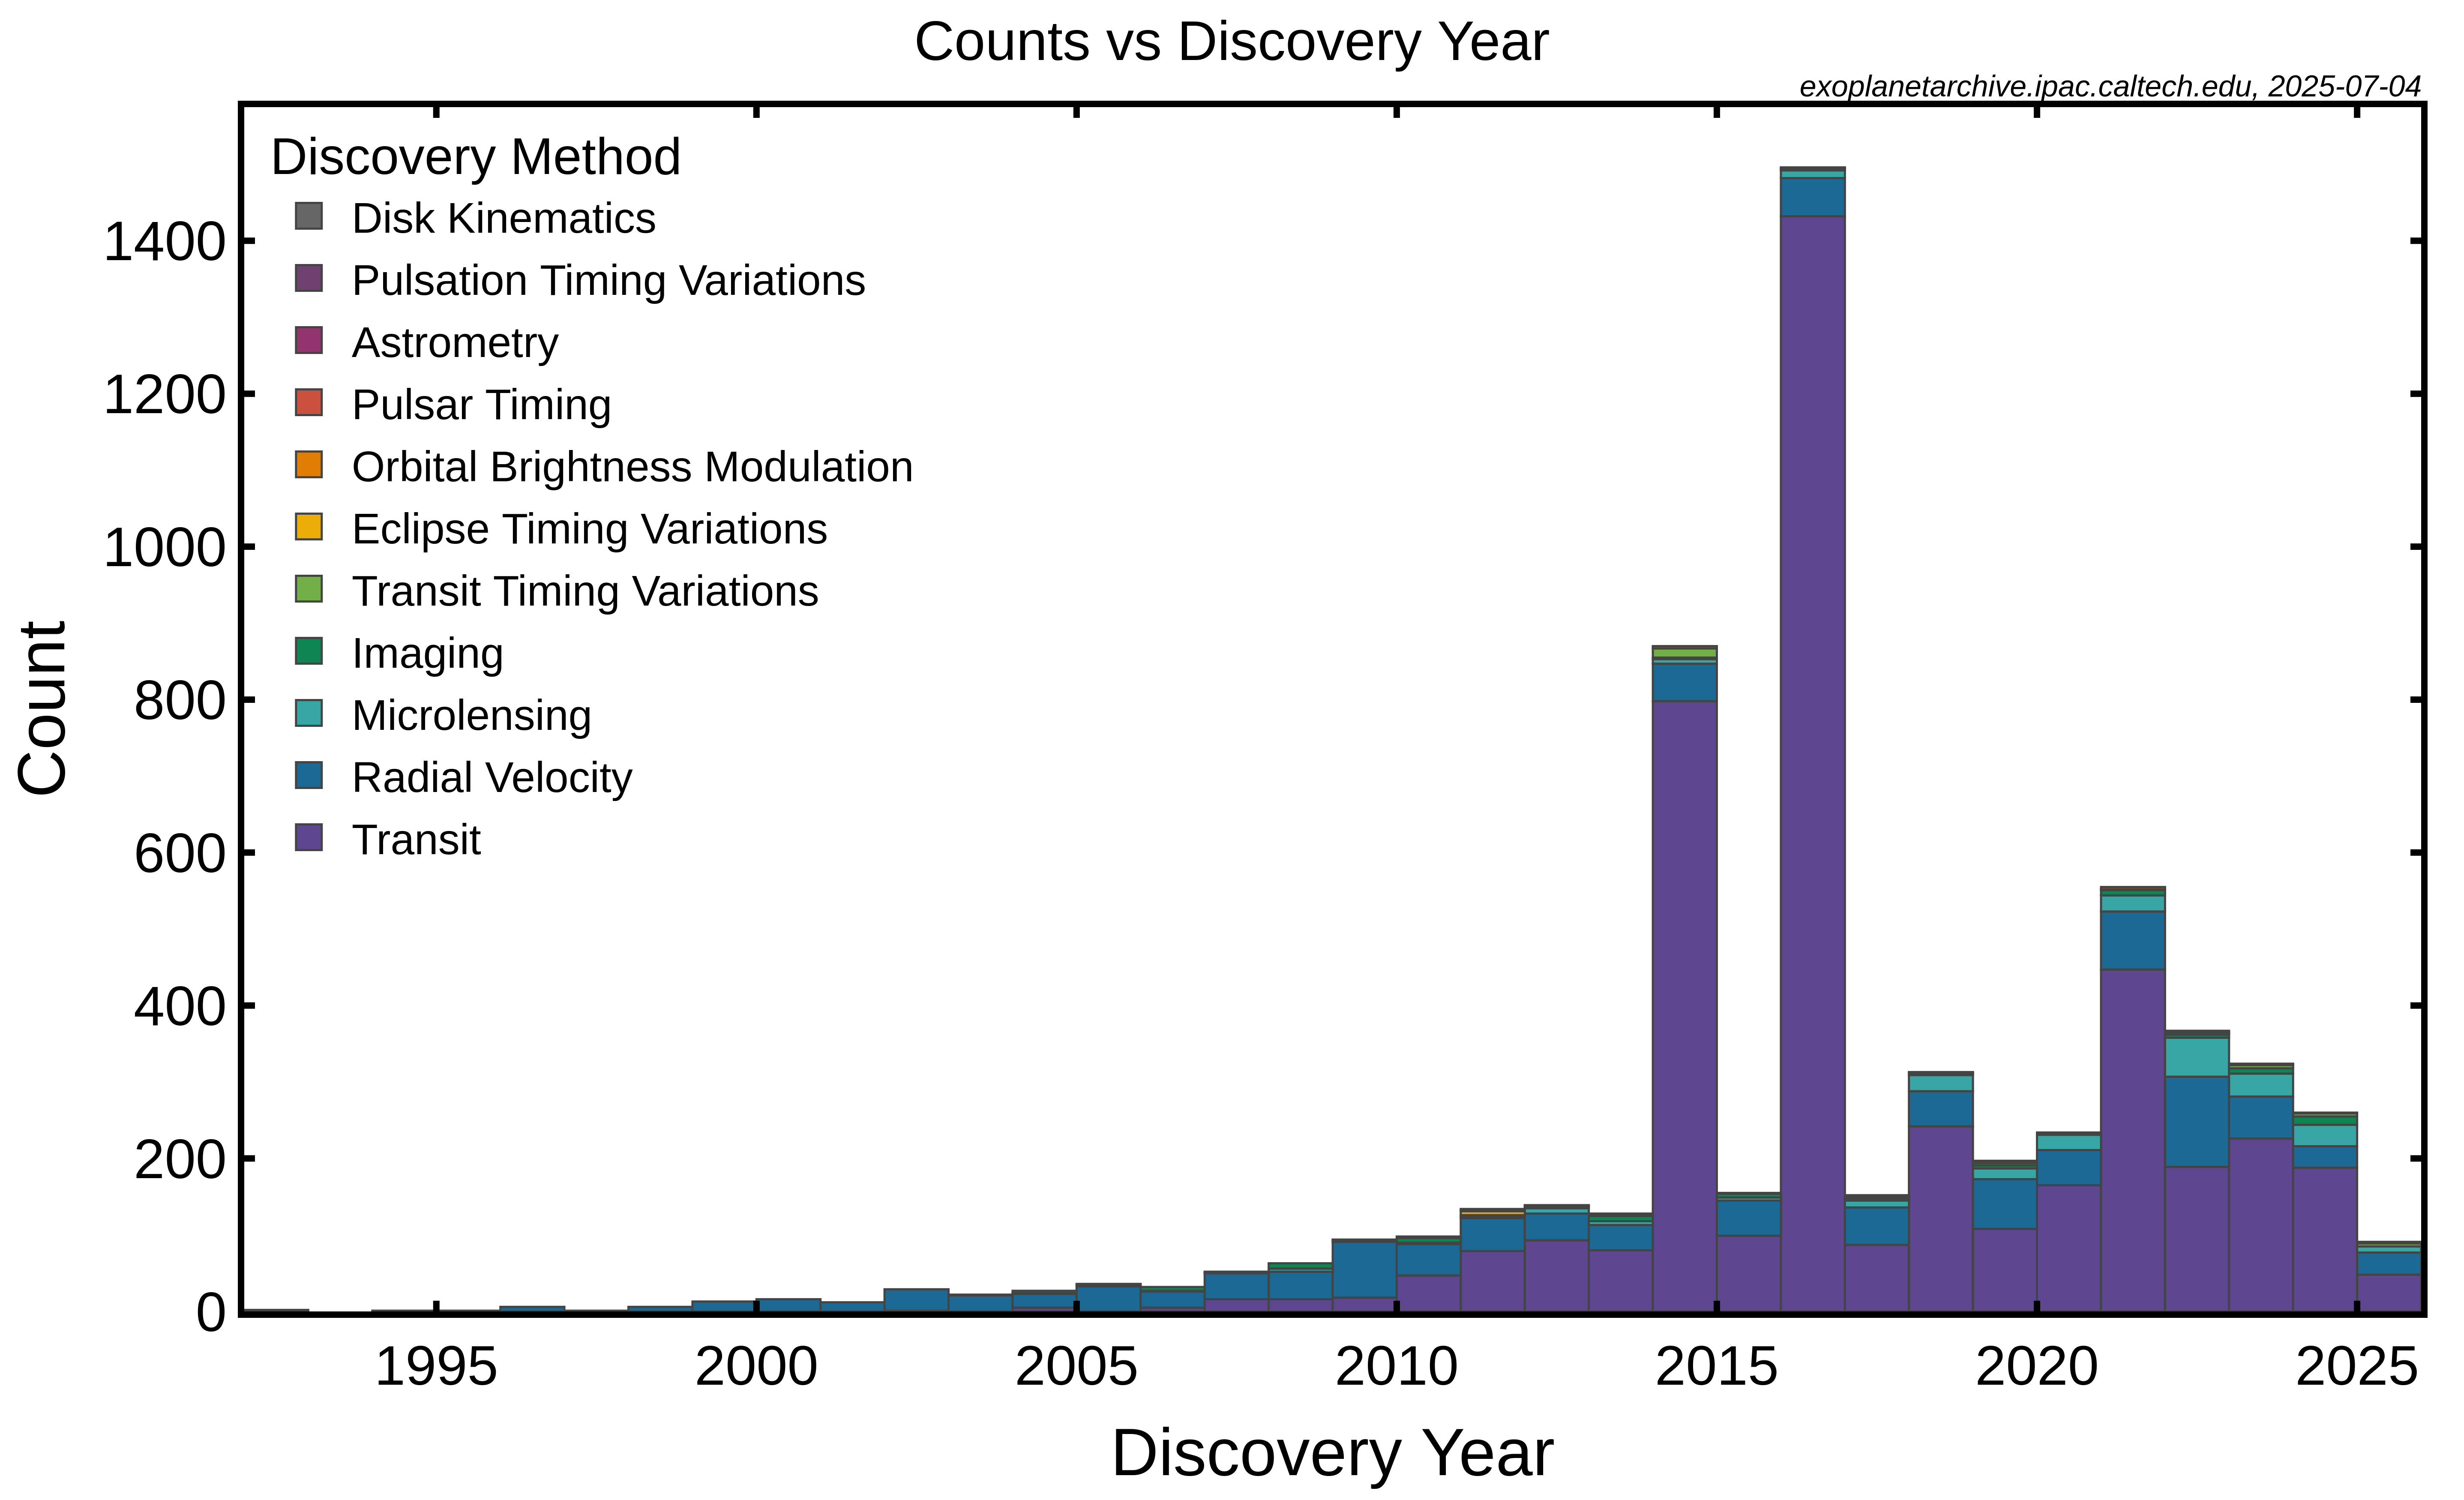 Counts vs Discovery Year
exoplanetarchive.ipac.caltech.edu, 2025-07-04
Discovery Method
Disk Kinematics
Pulsation Timing Variations
Astrometry
Pulsar Timing
Orbital Brightness Modulation
Eclipse Timing Variations
Transit Timing Variations
Imaging
Microlensing
Radial Velocity
Transit
Count
1400
1200
1000
800
600
400
200
0
1995 2000 2005 2010 2015 2020 2025
Discovery Year